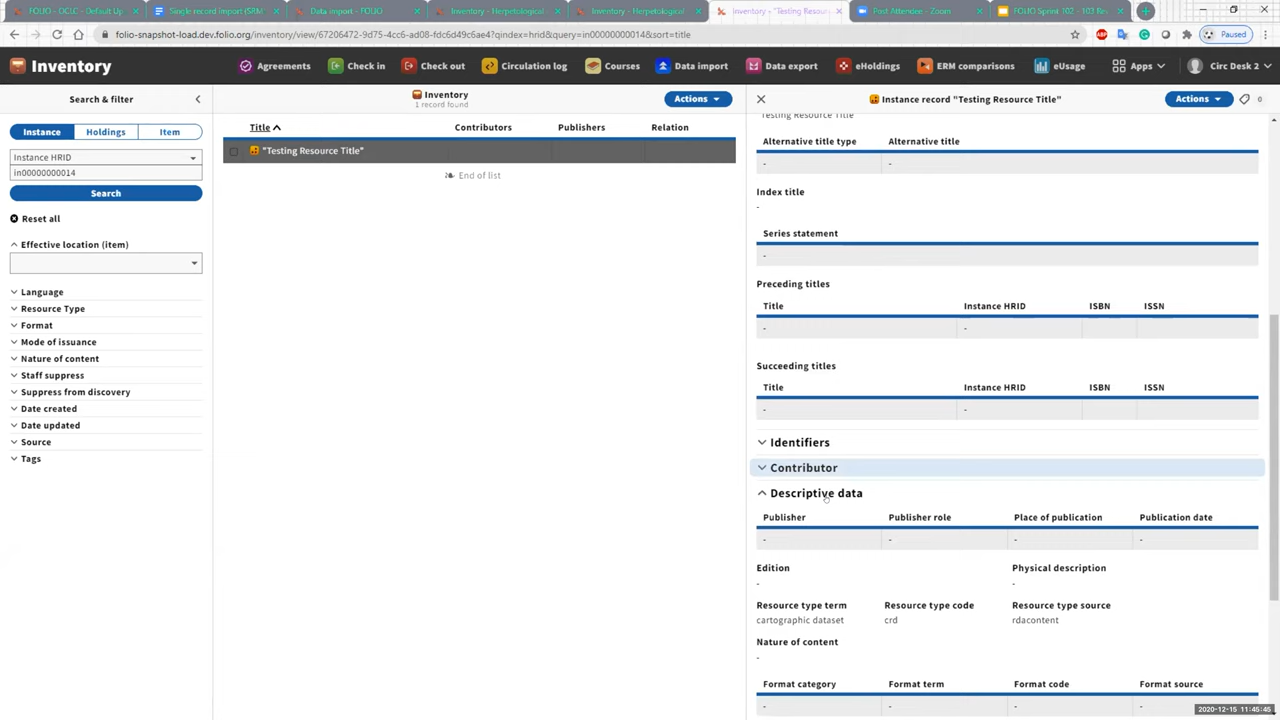 FOLIO - OCLC - Default Up
Single record import (SRM
Data import - FOLIO
Inventory - Herpetological
Inventory - Herpetological
Inventory - "Testing Resourc
Post Attendee - Zoom
FOLIO Sprint 102 - 103 Rev
folio-snapshot-load.dev.folio.org/inventory/view/67206472-9d75-4cc6-ad08-fdc6d49c6ae4?qindex=hrid&query=in00000000014&sort=title
ABP
Paused
Inventory
Agreements
Check in
Check out
Circulation log
Courses
Data import
Data export
eHoldings
ERM comparisons
eUsage
Apps
Circ Desk 2
Search & filter
Instance
Holdings
Item
Instance HRID
in00000000014
Search
Reset all
Effective location (item)
Language
Resource Type
Format
Mode of issuance
Nature of content
Staff suppress
Suppress from discovery
Date created
Date updated
Source
Tags
Inventory
1 record found
Actions
Title
Contributors
Publishers
Relation
"Testing Resource Title"
End of list
Instance record "Testing Resource Title"
Actions
0
Testing Resource Title
Alternative title type Alternative title
- -
Index title
-
Series statement
-
Preceding titles
Title Instance HRID ISBN ISSN
- -
Succeeding titles
Title Instance HRID ISBN ISSN
- -
Identifiers
Contributor
Descriptive data
Publisher Publisher role Place of publication Publication date
- - - -
Edition Physical description
- -
Resource type term Resource type code Resource type source
cartographic dataset crd rdacontent
Nature of content
-
Format category Format term Format code Format source
- - - -
2020-12-15 11:45:45